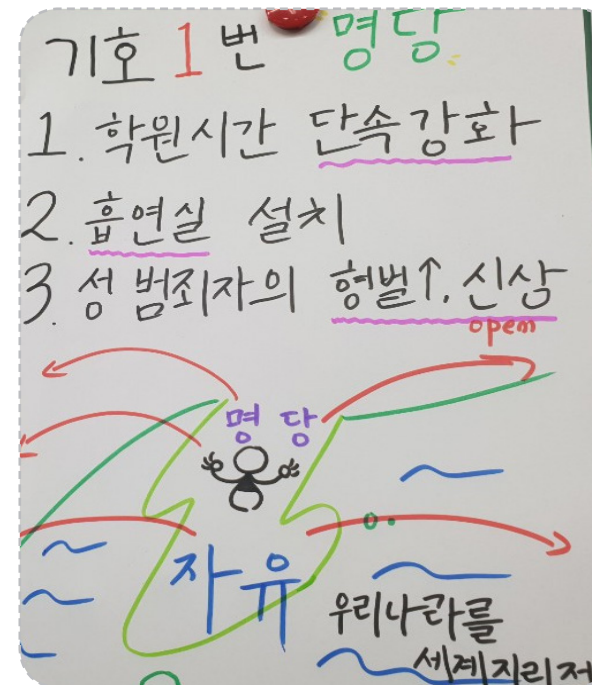 기호 1 번 명당
1. 학원시간 단속강화
2. 흡연실 설치
3. 성범죄자의 형벌↑. 신상
opem
명 당
자유
우리나라를
세계지리저